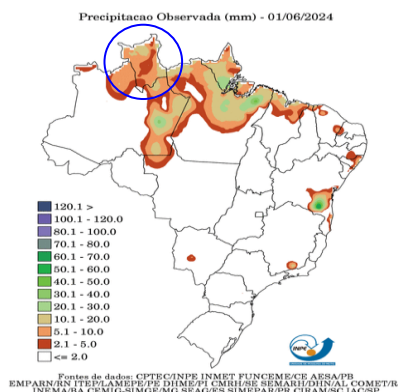 Precipitacao Observada (mm) - 01/06/2024
120.1 >
100.1 - 120.0
80.1 - 100.0
70.1 - 80.0
60.1 - 70.0
50.1 - 60.0
40.1 - 50.0
30.1 - 40.0
20.1 - 30.0
10.1 - 20.0
5.1 - 10.0
2.1 - 5.0
<= 2.0
INPE
Fontes de dados: CPTEC/INPE INMET FUNCEME/CE AESA/PB
EMPARN/RN ITEP/LAMEPE/PE DHME/PI CMRH/SE SEMARH/DHN/AL COMET/R
INEMA/BA CEMIG-SIMGE/MG SEAG/ES SIMEPAR/PR CIRAM/SC IAC/SP